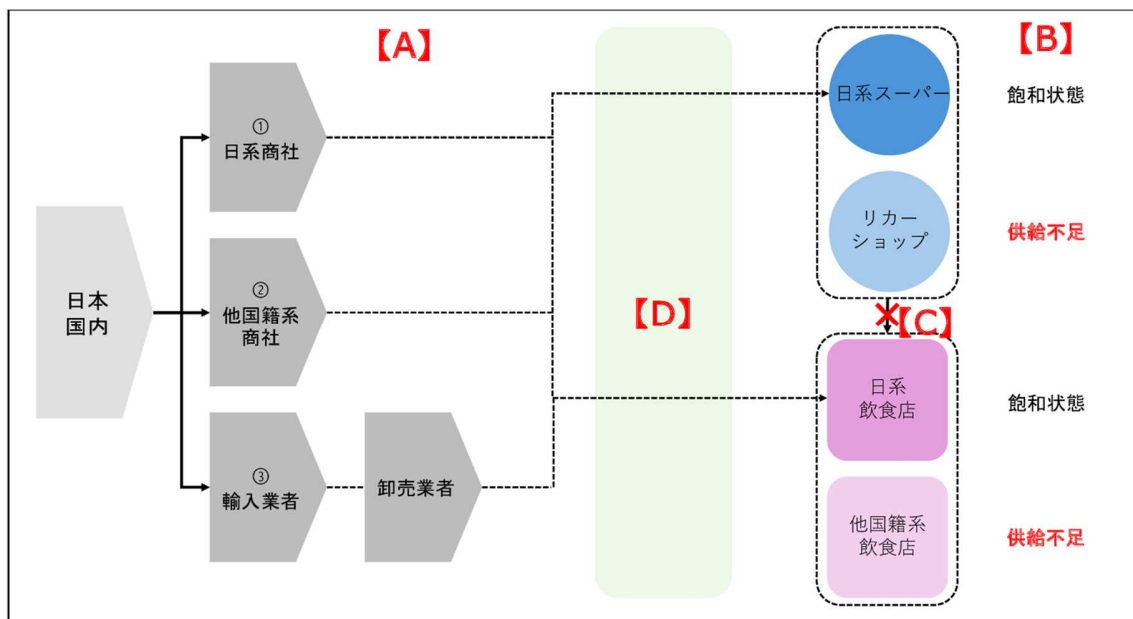 【A】
【B】
①
日系商社
日系スーパー
飽和状態
リカー
ショップ
供給不足
日本
国内
②
他国籍系
商社
【D】
【C】
日系
飲食店
飽和状態
③
輸入業者
卸売業者
他国籍系
飲食店
供給不足